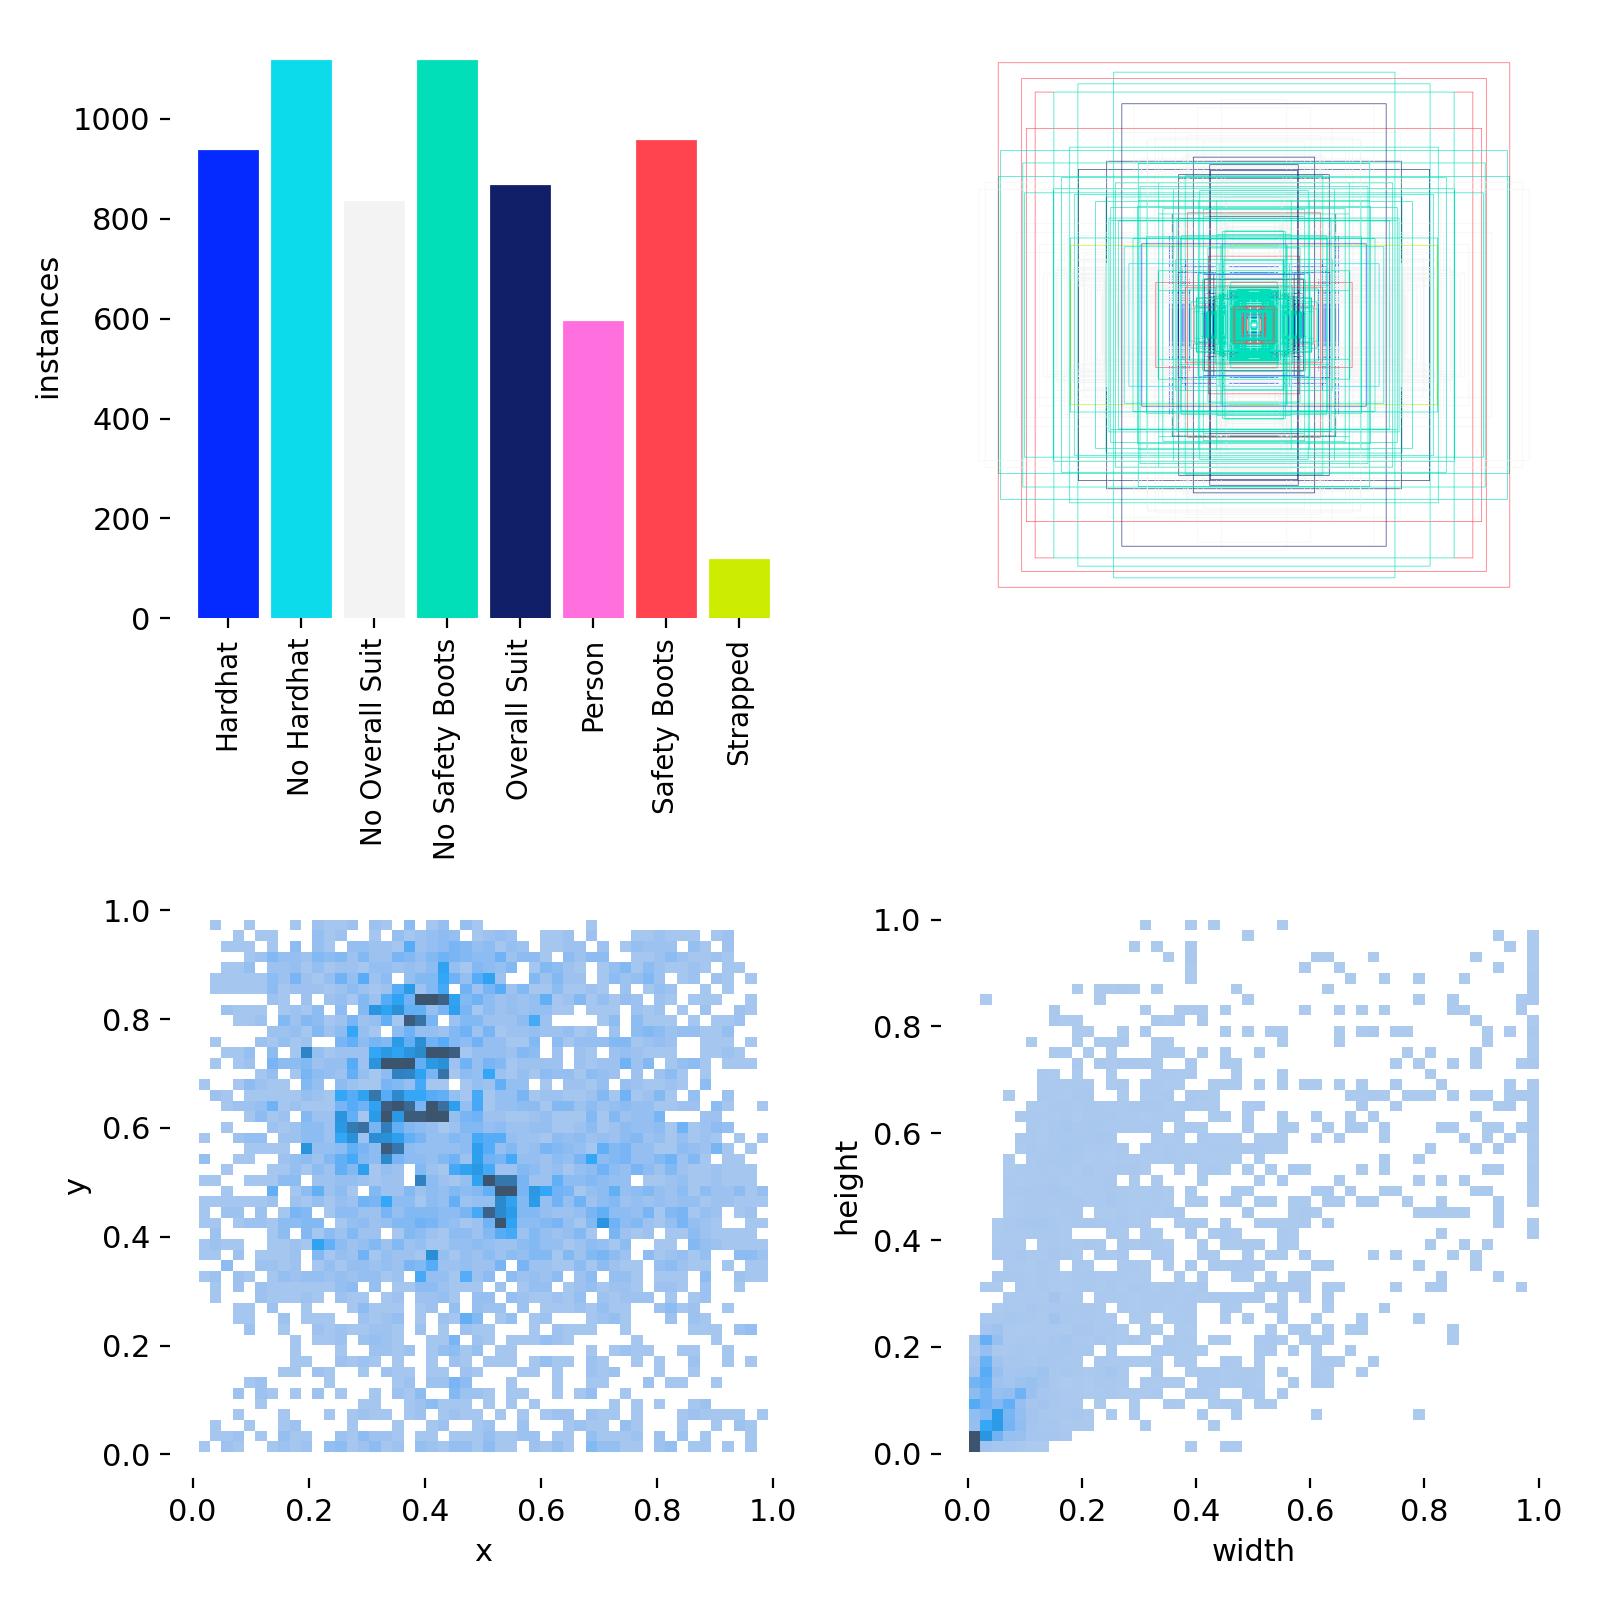 instances
1000
800
600
400
200
0
Hardhat
No Hardhat
No Overall Suit
No Safety Boots
Overall Suit
Person
Safety Boots
Strapped
y
1.0
0.8
0.6
0.4
0.2
0.0
0.0 0.2 0.4 0.6 0.8 1.0
x
height
1.0
0.8
0.6
0.4
0.2
0.0
0.0 0.2 0.4 0.6 0.8 1.0
width